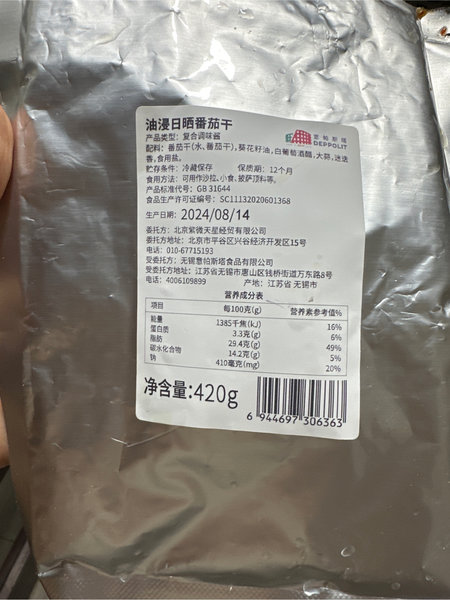 油浸日晒番茄干
意帕斯塔
DEPPOLIT
产品类型：复合调味酱
配料：番茄干(水、番茄干)，葵花籽油，白葡萄酒醋，大蒜，迷迭
香，食用盐。
贮存条件：冷藏保存 保质期：12个月
食用方法：可用作沙拉、小食、披萨顶料等。
产品标准代号：GB 31644
食品生产许可证编号：SC11132020601368
生产日期：2024/08/14
委托方：北京紫微天星经贸有限公司
委托方地址：北京市平谷区兴谷经济开发区15号
电话：010-67715193
受委托方：无锡意帕斯塔食品有限公司
受委托方地址：江苏省无锡市惠山区钱桥街道万东路8号
电话：4006109899 产地：江苏省 无锡市
营养成分表
项目 每100克(g) 营养素参考值%
能量 1385千焦(kJ) 16%
蛋白质 3.3克(g) 6%
脂肪 29.4克(g) 49%
碳水化合物 14.2克(g) 5%
钠 410毫克(mg) 20%
净含量:420g
6 944697 306363